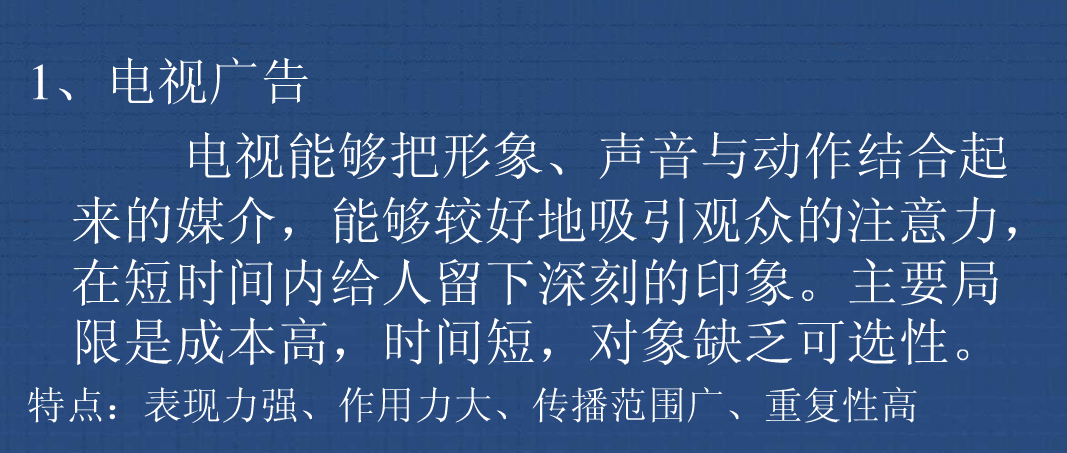 1、电视广告
电视能够把形象、声音与动作结合起
来的媒介，能够较好地吸引观众的注意力，
在短时间内给人留下深刻的印象。主要局
限是成本高，时间短，对象缺乏可选性。
特点：表现力强、作用力大、传播范围广、重复性高